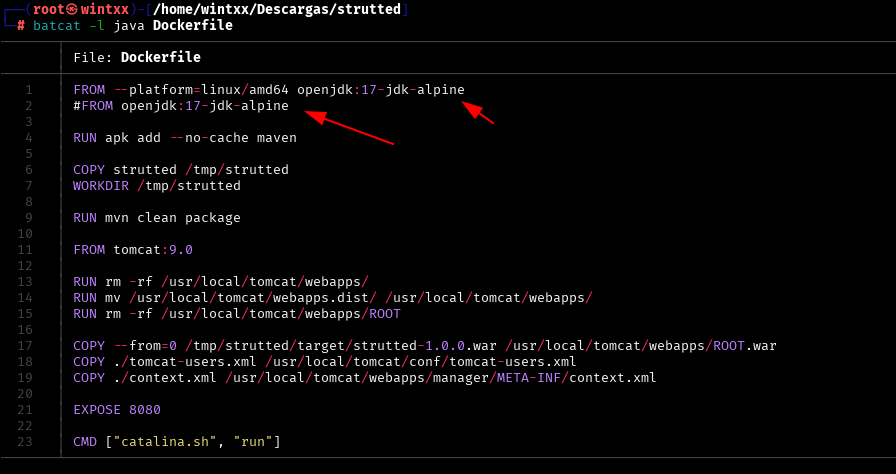 (root㉿wintxx)-[/home/wintxx/Descargas/strutted]
# batcat -l java Dockerfile
File: Dockerfile
1 FROM --platform=linux/amd64 openjdk:17-jdk-alpine
2 #FROM openjdk:17-jdk-alpine
3
4 RUN apk add --no-cache maven
5
6 COPY strutted /tmp/strutted
7 WORKDIR /tmp/strutted
8
9 RUN mvn clean package
10
11 FROM tomcat:9.0
12
13 RUN rm -rf /usr/local/tomcat/webapps/
14 RUN mv /usr/local/tomcat/webapps.dist/ /usr/local/tomcat/webapps/
15 RUN rm -rf /usr/local/tomcat/webapps/ROOT
16
17 COPY --from=0 /tmp/strutted/target/strutted-1.0.0.war /usr/local/tomcat/webapps/ROOT.war
18 COPY ./tomcat-users.xml /usr/local/tomcat/conf/tomcat-users.xml
19 COPY ./context.xml /usr/local/tomcat/webapps/manager/META-INF/context.xml
20
21 EXPOSE 8080
22
23 CMD ["catalina.sh", "run"]